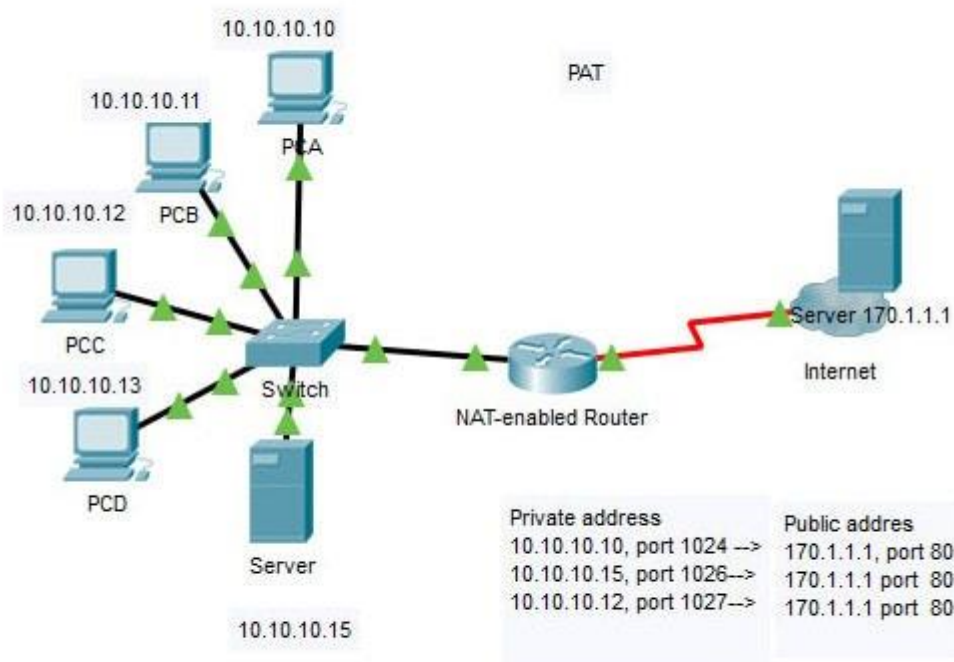 10.10.10.10
PAT
10.10.10.11
PCA
10.10.10.12
PCB
Server 170.1.1.1
PCC
Internet
10.10.10.13
Switch
NAT-enabled Router
PCD
Server
10.10.10.15
Private address
10.10.10.10, port 1024 -->
10.10.10.15, port 1026-->
10.10.10.12, port 1027-->
Public addres
170.1.1.1, port 80
170.1.1.1 port 80
170.1.1.1 port 80